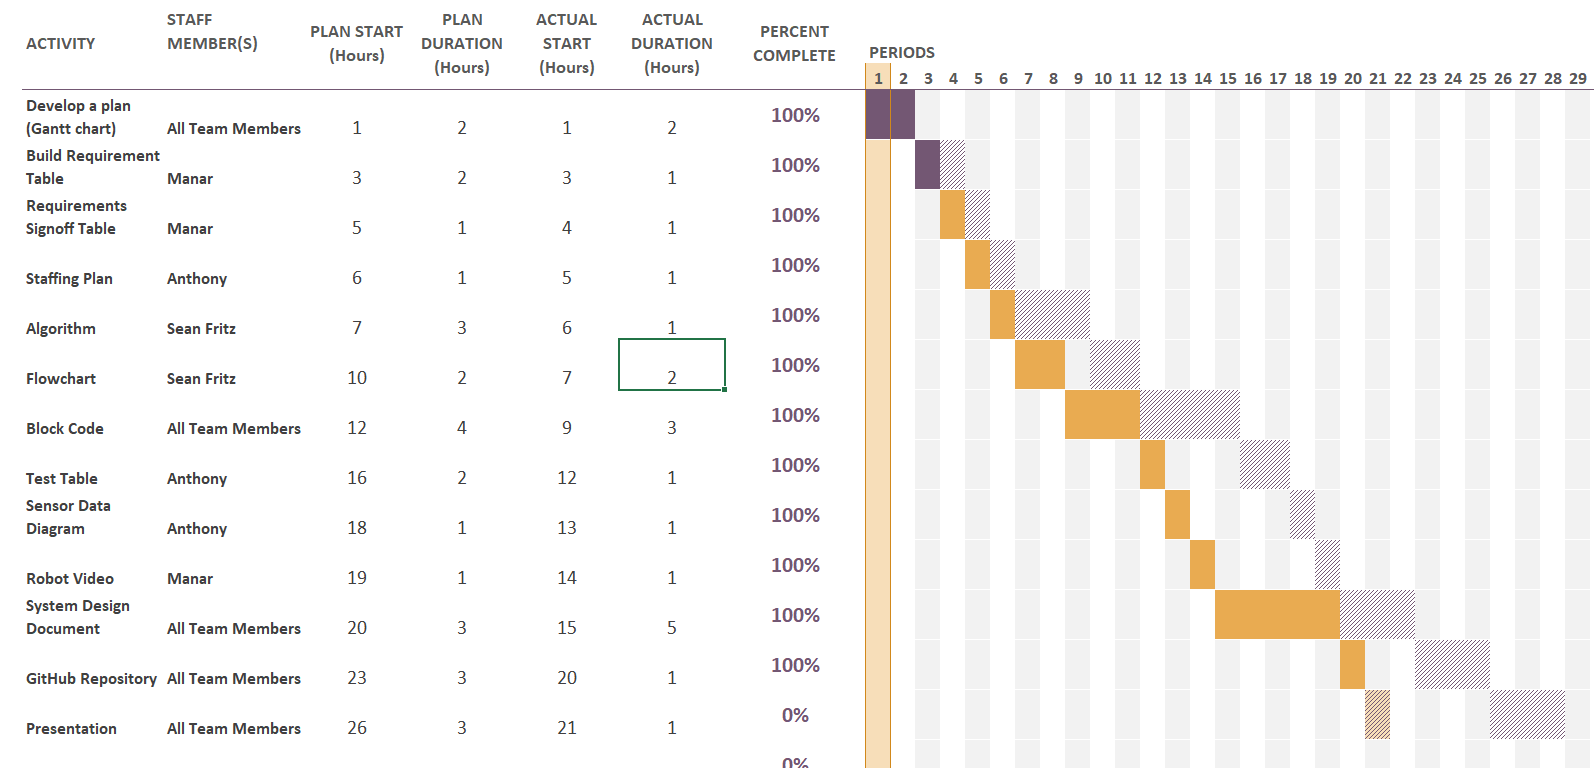 ACTIVITY STAFF MEMBER(S) PLAN START (Hours) PLAN DURATION (Hours) ACTUAL START (Hours) ACTUAL DURATION (Hours) PERCENT COMPLETE PERIODS
1 2 3 4 5 6 7 8 9 10 11 12 13 14 15 16 17 18 19 20 21 22 23 24 25 26 27 28 29
Develop a plan
(Gantt chart) All Team Members 1 2 1 2 100%
Build Requirement
Table Manar 3 2 3 1 100%
Requirements
Signoff Table Manar 5 1 4 1 100%
Staffing Plan Anthony 6 1 5 1 100%
Algorithm Sean Fritz 7 3 6 1 100%
Flowchart Sean Fritz 10 2 7 2 100%
Block Code All Team Members 12 4 9 3 100%
Test Table Anthony 16 2 12 1 100%
Sensor Data
Diagram Anthony 18 1 13 1 100%
Robot Video Manar 19 1 14 1 100%
System Design
Document All Team Members 20 3 15 5 100%
GitHub Repository All Team Members 23 3 20 1 100%
Presentation All Team Members 26 3 21 1 0%
0%